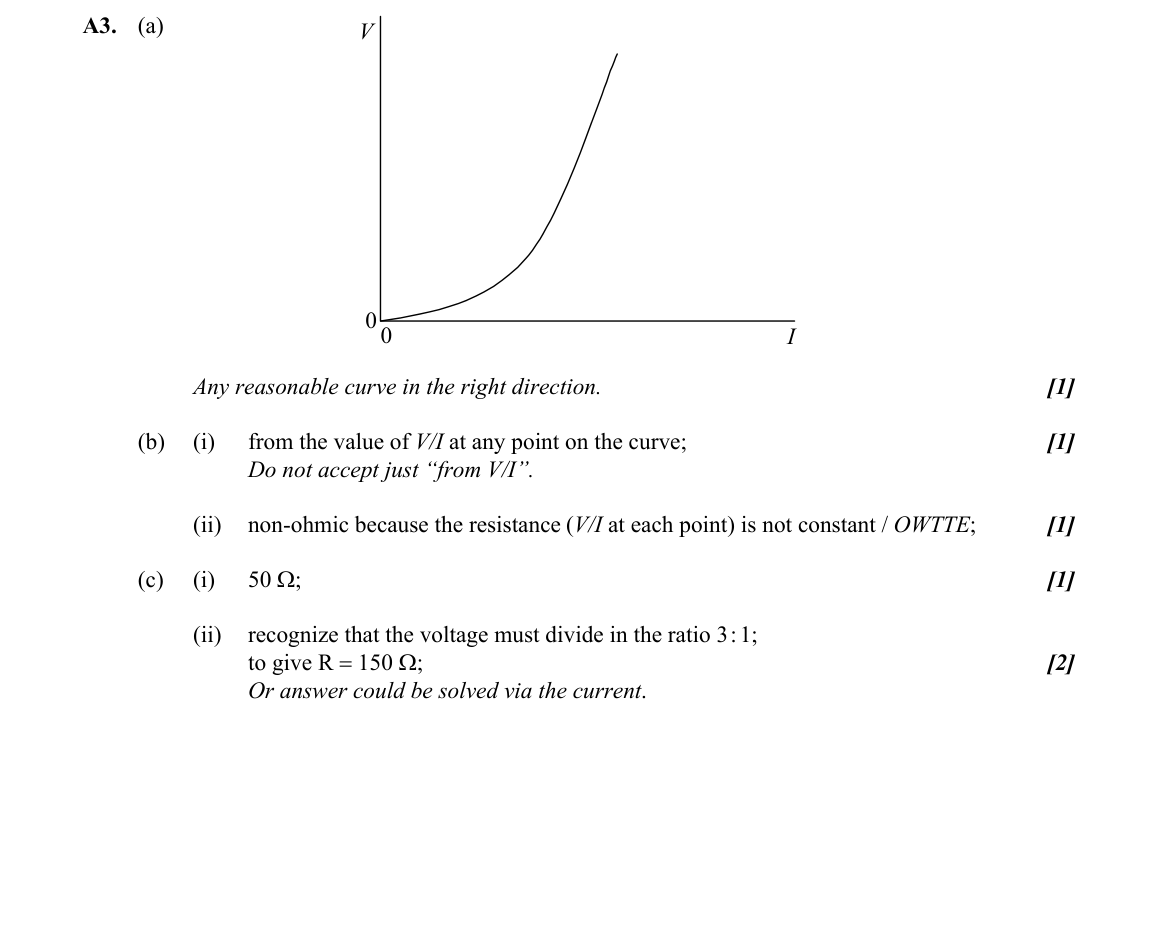 A3. (a)
V
0
0
I
Any reasonable curve in the right direction. [1]
(b) (i) from the value of V/I at any point on the curve; [1]
Do not accept just “from V/I”.
(ii) non-ohmic because the resistance (V/I at each point) is not constant / OWTTE; [1]
(c) (i) 50 Ω; [1]
(ii) recognize that the voltage must divide in the ratio 3 : 1;
to give R = 150 Ω; [2]
Or answer could be solved via the current.